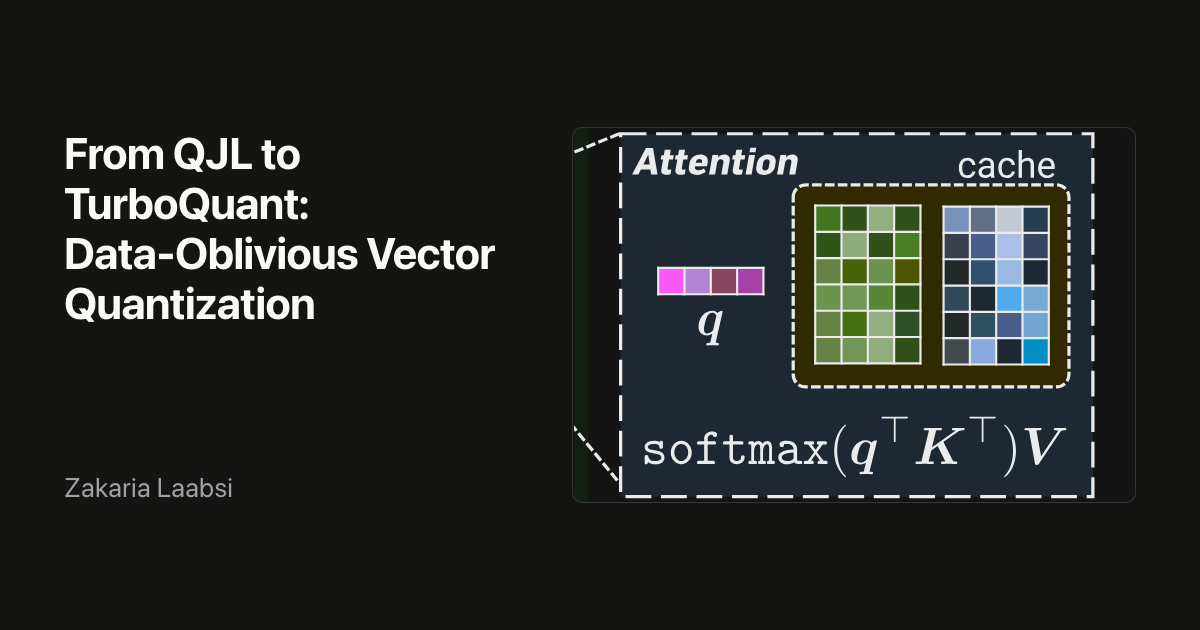 From QJL to
TurboQuant:
Data-Oblivious Vector
Quantization
Zakaria Laabsi
Attention
cache
q
softmax(q⊤K⊤)V